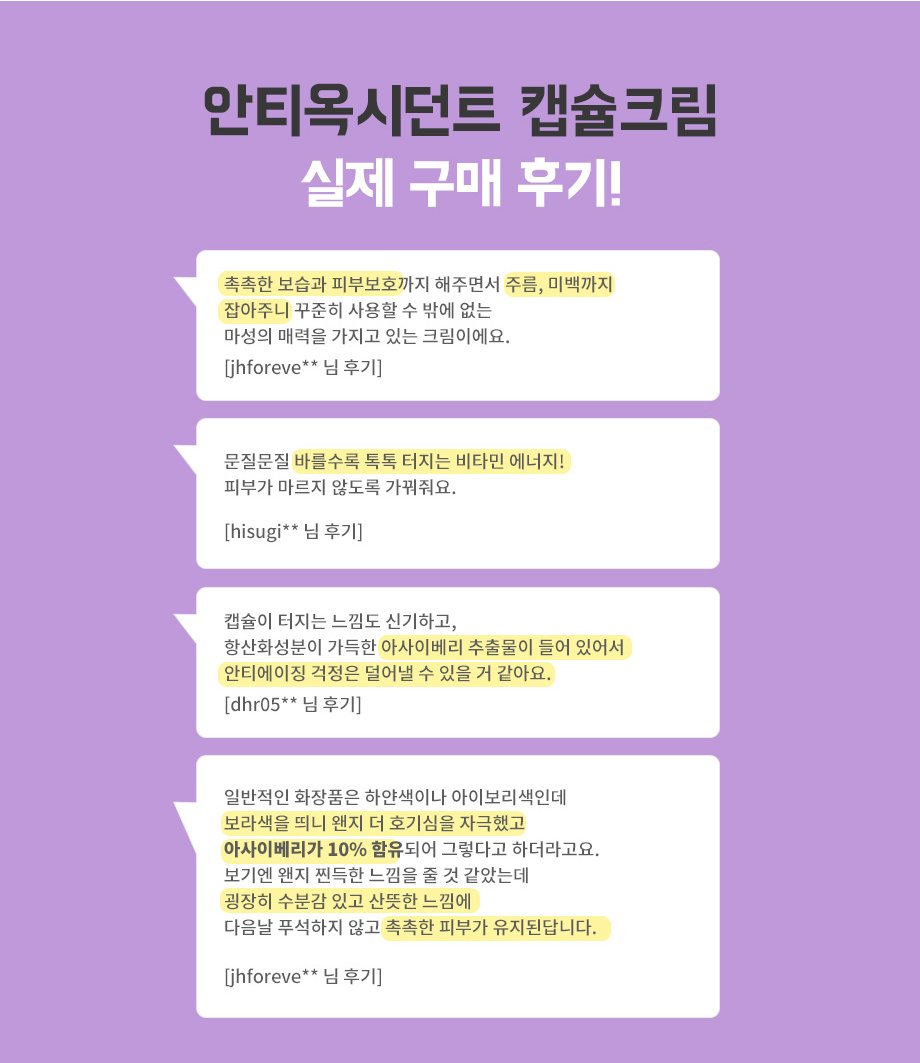 안티옥시던트 캡슐크림
실제 구매 후기!
촉촉한 보습과 피부보호까지 해주면서 주름, 미백까지
잡아주니 꾸준히 사용할 수 밖에 없는
마성의 매력을 가지고 있는 크림이에요.
[jhforeve** 님 후기]
문질문질 바를수록 톡톡 터지는 비타민 에너지!
피부가 마르지 않도록 가꿔줘요.
[hisugi** 님 후기]
캡슐이 터지는 느낌도 신기하고,
항산화성분이 가득한 아사이베리 추출물이 들어 있어서
안티에이징 걱정은 덜어낼 수 있을 거 같아요.
[dhr05** 님 후기]
일반적인 화장품은 하얀색이나 아이보리색인데
보라색을 띄니 왠지 더 호기심을 자극했고
아사이베리가 10% 함유되어 그렇다고 하더라고요.
보기엔 왠지 찐득한 느낌을 줄 것 같았는데
굉장히 수분감 있고 산뜻한 느낌에
다음날 푸석하지 않고 촉촉한 피부가 유지된답니다.
[jhforeve** 님 후기]